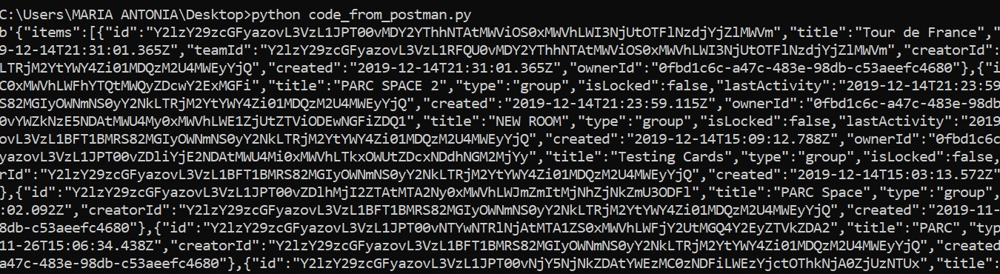 C:\Users\MARIA ANTONIA\Desktop>python code_from_postman.py
b'{"items":[{"id":"Y2lzY29zcGFyazovL3VzL1JPT00vMDY2YThhNTAtMWViOS0xMWVhLWI3NjUtOTFlNzdjYjZlMWVm","title":"Tour de France","
9-12-14T21:31:01.365Z","teamId":"Y2lzY29zcGFyazovL3VzL1RFQU0vMDY2YThhNTAtMWViOS0xMWVhLWI3NjUtOTFlNzdjYjZlMWVm","creatorId":
LTRjM2YtYWY4Zi01MDQzM2U4MWEyYjQ","created":"2019-12-14T21:31:01.365Z","ownerId":"0fbd1c6c-a47c-483e-98db-c53aeefc4680"},{"i
C0xMWVhLWFhYTQtMWQyZDcwY2ExMGFi","title":"PARC SPACE 2","type":"group","isLocked":false,"lastActivity":"2019-12-14T21:23:59
S82MGIyOWNmNS0yY2NkLTRjM2YtYWY4Zi01MDQzM2U4MWEyYjQ","created":"2019-12-14T21:23:59.115Z","ownerId":"0fbd1c6c-a47c-483e-98db
0vYWZkNzE5NDAtMWU4My0xMWVhLWE1ZjUtZTViODEwNGFiZDQ1","title":"NEW ROOM","type":"group","isLocked":false,"lastActivity":"2019
ovL3VzL1BFT1BMRS82MGIyOWNmNS0yY2NkLTRjM2YtYWY4Zi01MDQzM2U4MWEyYjQ","created":"2019-12-14T15:09:12.788Z","ownerId":"0fbd1c6c
yazovL3VzL1JPT00vZDliYjE2NDAtMWU4Mi0xMWVhLTkxOWUtZDcxNDdhNGM2MjYy","title":"Testing Cards","type":"group","isLocked":false,
rId":"Y2lzY29zcGFyazovL3VzL1BFT1BMRS82MGIyOWNmNS0yY2NkLTRjM2YtYWY4Zi01MDQzM2U4MWEyYjQ","created":"2019-12-14T15:03:13.572Z"
},{"id":"Y2lzY29zcGFyazovL3VzL1JPT00vZDlhMjI2ZTAtMTA2Ny0xMWVhLWJmZmItMjNhZjNkZmU3ODFl","title":"PARC Space","type":"group",
:02.092Z","creatorId":"Y2lzY29zcGFyazovL3VzL1BFT1BMRS82MGIyOWNmNS0yY2NkLTRjM2YtYWY4Zi01MDQzM2U4MWEyYjQ","created":"2019-11-
8db-c53aeefc4680"},{"id":"Y2lzY29zcGFyazovL3VzL1JPT00vNTYwNTRlNjAtMTA1ZS0xMWVhLWFjY2UtMGQ4Y2EyZTVkZDA2","title":"PARC","typ
11-26T15:06:34.438Z","creatorId":"Y2lzY29zcGFyazovL3VzL1BFT1BMRS82MGIyOWNmNS0yY2NkLTRjM2YtYWY4Zi01MDQzM2U4MWEyYjQ","created
a47c-483e-98db-c53aeefc4680"},{"id":"Y2lzY29zcGFyazovL3VzL1JPT00vNjY5NjNkZDAtYWEzMC0zNDFiLWEzYjctOThkNjA0ZjUzNTUx","title":